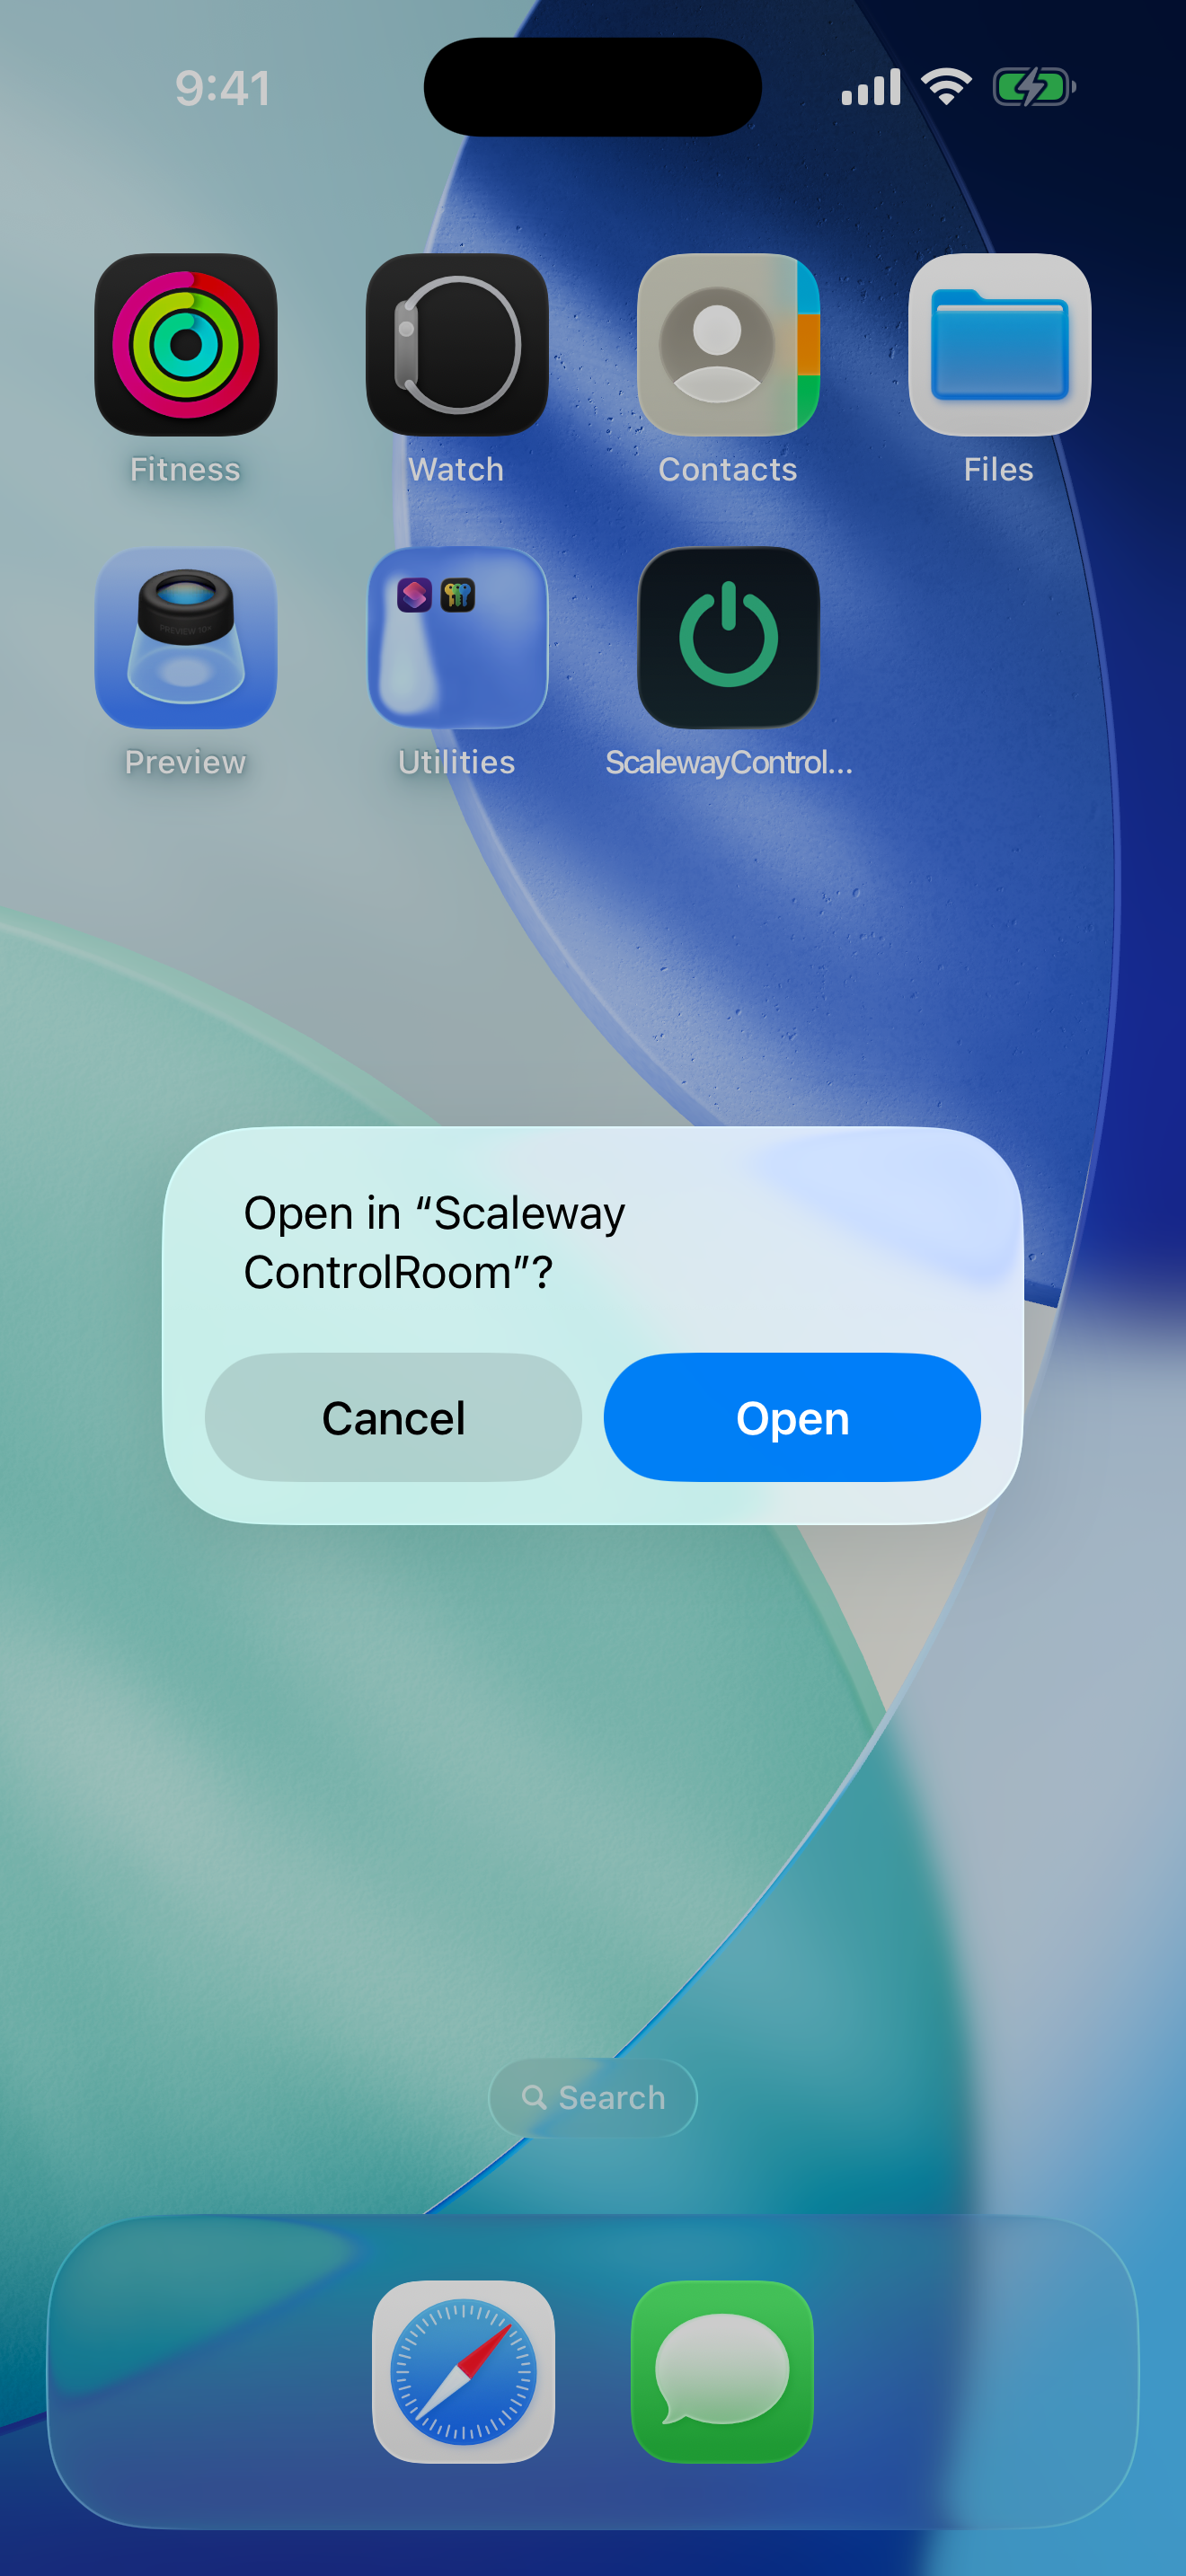 9:41
Fitness
Watch
Contacts
Files
Preview
Utilities
ScalewayControl...
Open in “Scaleway
ControlRoom”?
Cancel
Open
Search